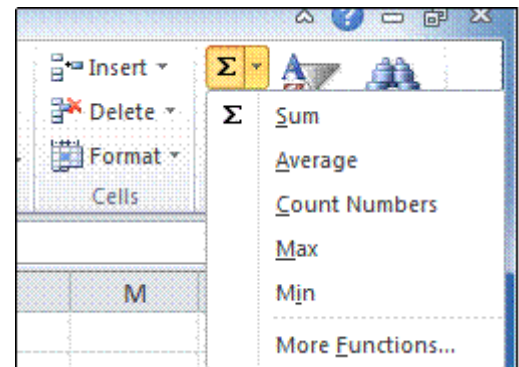 ?
Insert
Σ
A
Delete
Format
Cells
Σ Sum
Average
Count Numbers
Max
Min
More Functions...
M